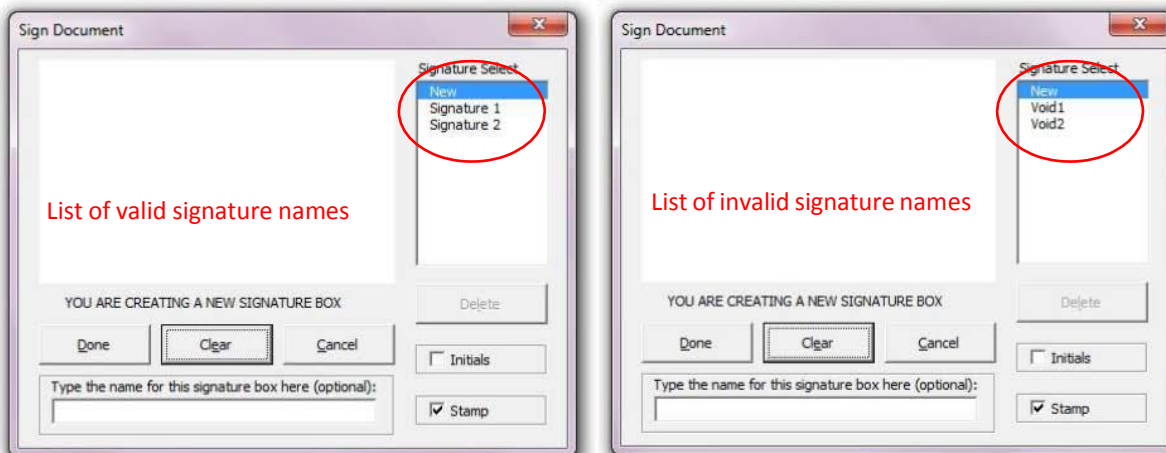 Sign Document
Signature Select
New
Signature 1
Signature 2
List of valid signature names
YOU ARE CREATING A NEW SIGNATURE BOX
Delete
Done
Clear
Cancel
Initials
Type the name for this signature box here (optional):
Stamp
Sign Document
Signature Select
New
Void1
Void2
List of invalid signature names
YOU ARE CREATING A NEW SIGNATURE BOX
Delete
Done
Clear
Cancel
Initials
Type the name for this signature box here (optional):
Stamp